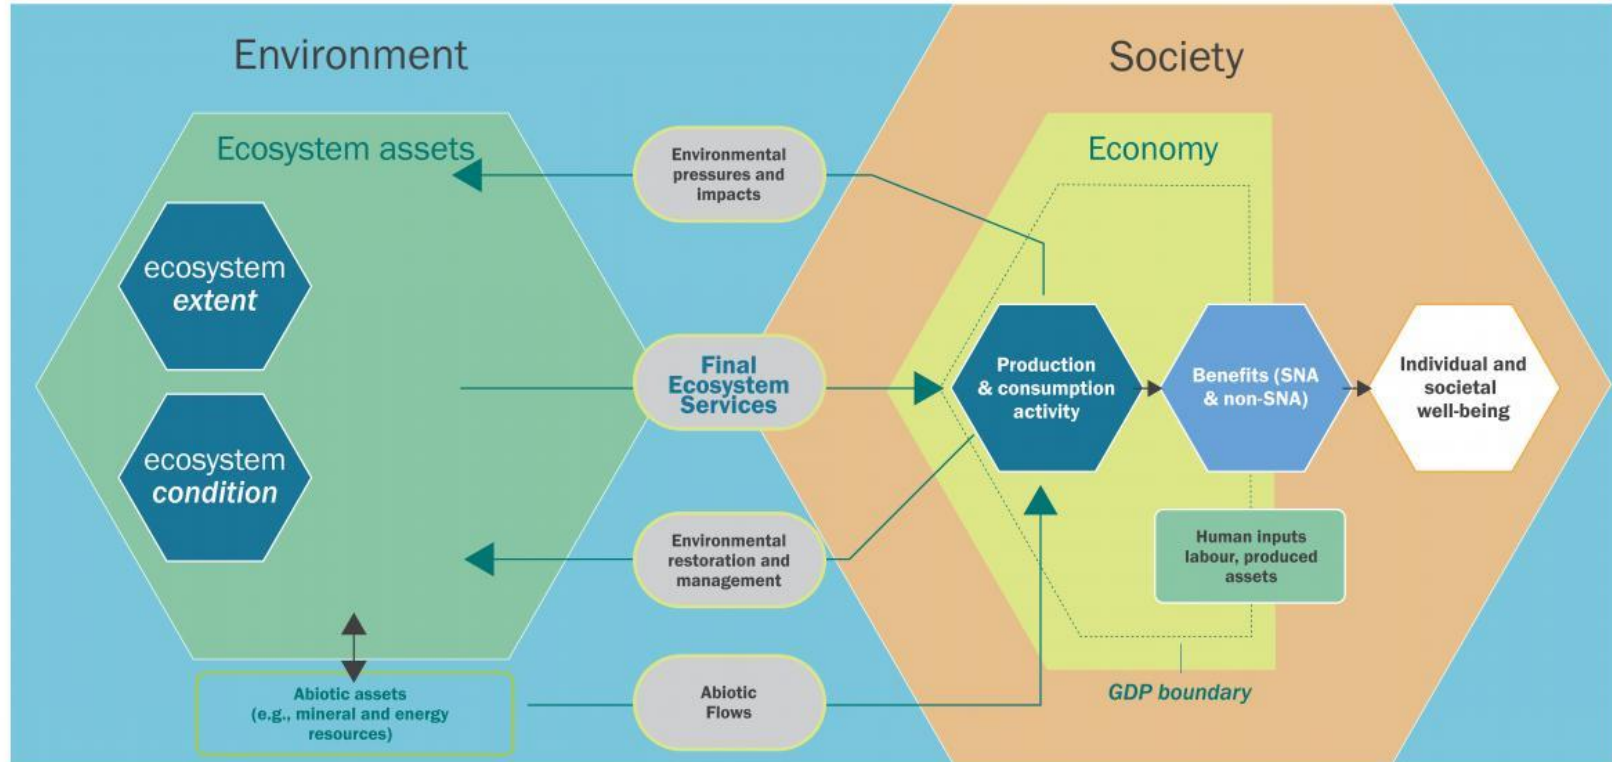 Environment
Society
Ecosystem assets
Economy
Environmental
pressures and
impacts
ecosystem
extent
Final
Ecosystem
Services
Production
& consumption
activity
Benefits (SNA
& non-SNA)
Individual and
societal
well-being
ecosystem
condition
Environmental
restoration and
management
Human inputs
labour, produced
assets
Abiotic assets
(e.g., mineral and energy
resources)
Abiotic
Flows
GDP boundary